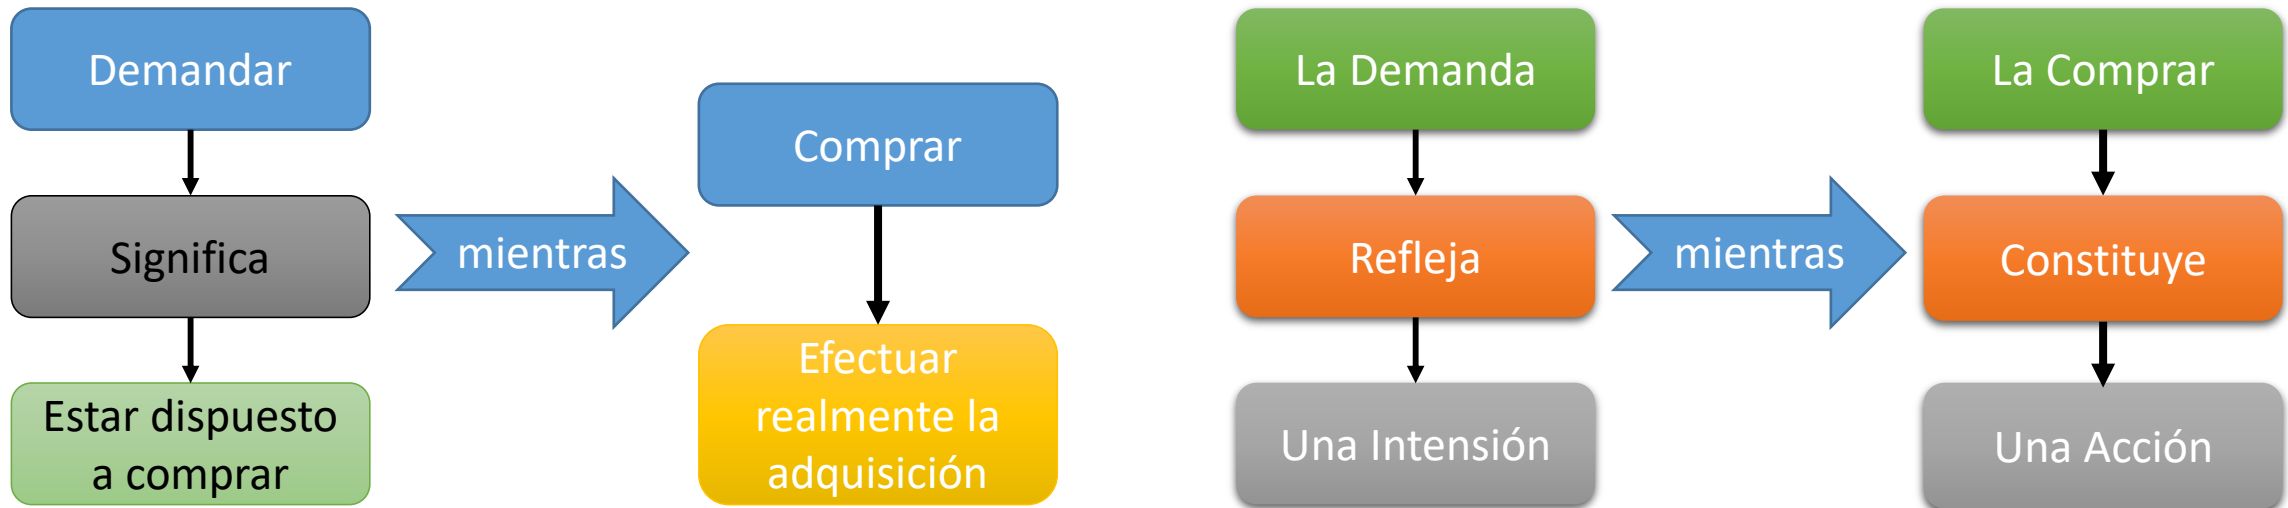 Demandar
Significa
Estar dispuesto
a comprar
mientras
Comprar
Efectuar
realmente la
adquisición
La Demanda
Refleja
Una Intensión
mientras
La Comprar
Constituye
Una Acción